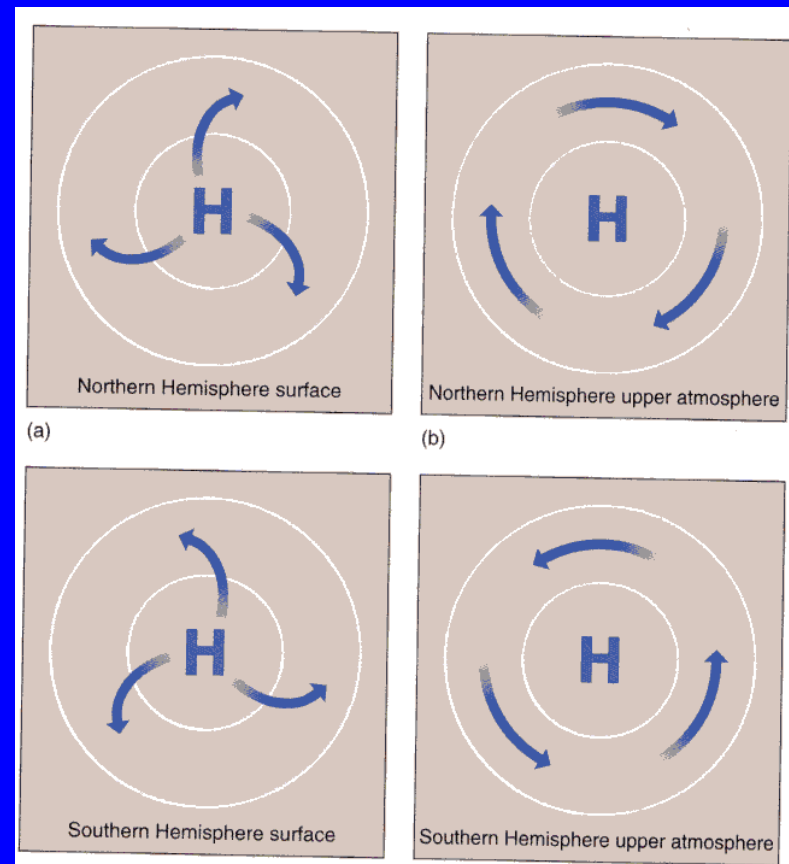 H
Northern Hemisphere surface
(a)
H
Northern Hemisphere upper atmosphere
(b)
H
Southern Hemisphere surface
H
Southern Hemisphere upper atmosphere